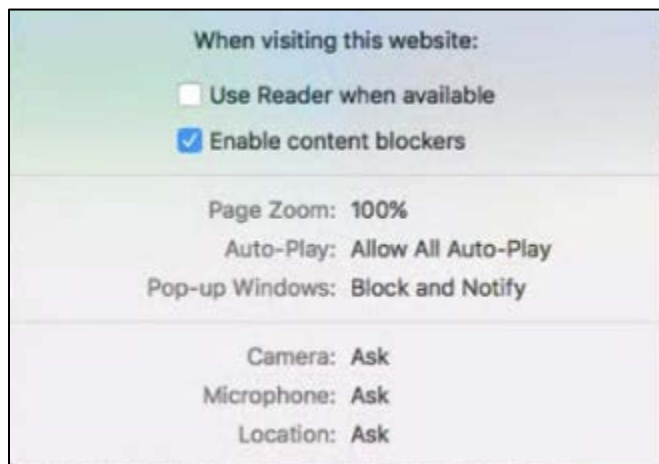 When visiting this website:
Use Reader when available
Enable content blockers
Page Zoom: 100%
Auto-Play: Allow All Auto-Play
Pop-up Windows: Block and Notify
Camera: Ask
Microphone: Ask
Location: Ask